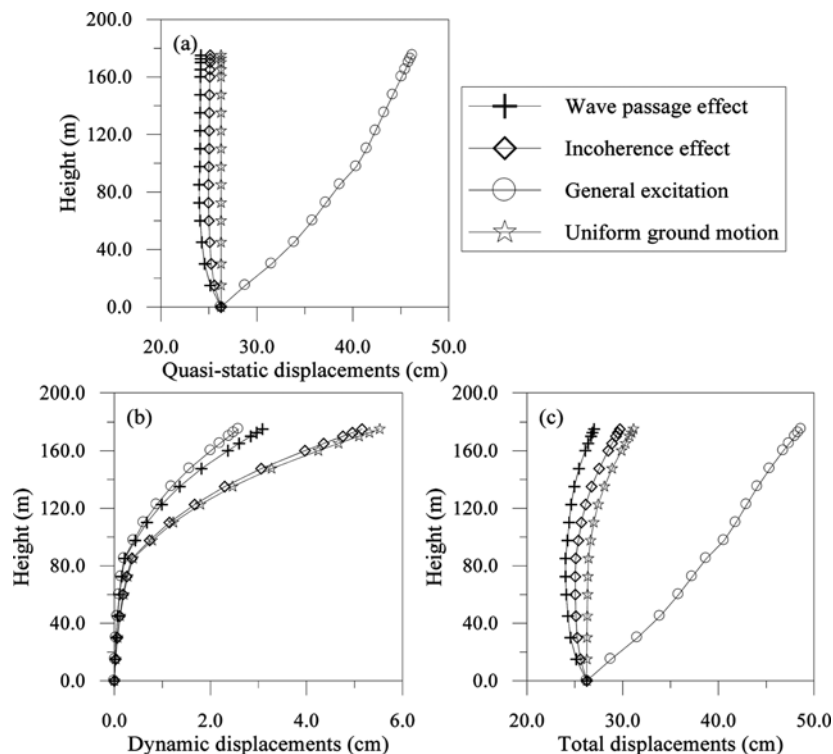 (a)
Height (m)
200.0
160.0
120.0
80.0
40.0
0.0
20.0 30.0 40.0 50.0
Quasi-static displacements (cm)
Wave passage effect
Incoherence effect
General excitation
Uniform ground motion
(b)
Height (m)
200.0
160.0
120.0
80.0
40.0
0.0
0.0 2.0 4.0 6.0
Dynamic displacements (cm)
(c)
Height (m)
200.0
160.0
120.0
80.0
40.0
0.0
20.0 30.0 40.0 50.0
Total displacements (cm)